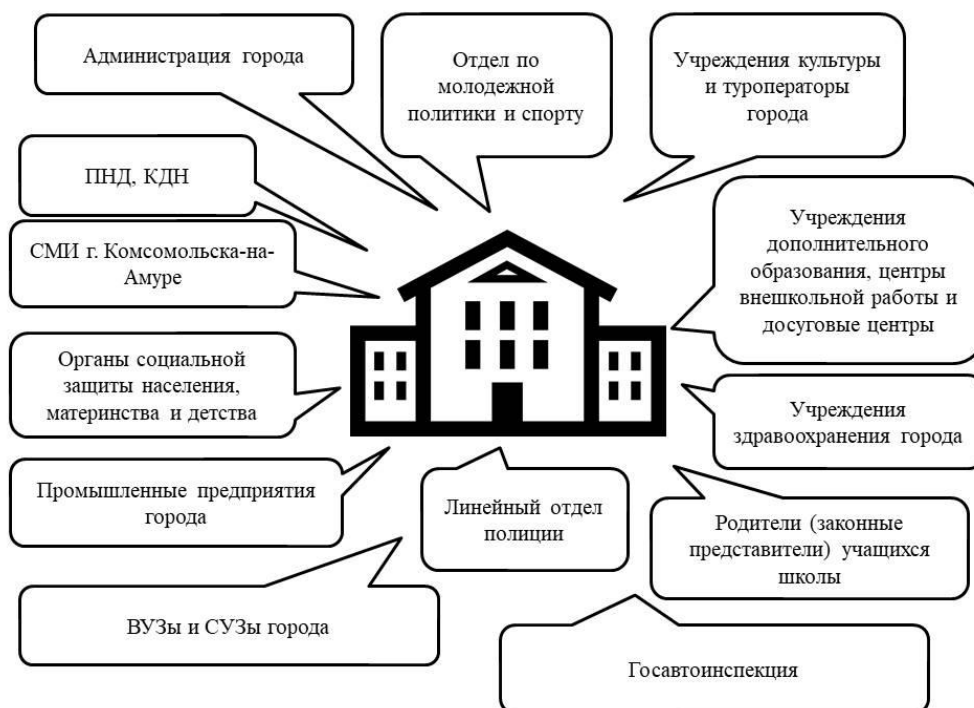 Администрация города
Отдел по
молодежной
политики и спорту
Учреждения культуры
и туроператоры
города
ПНД, КДН
СМИ г. Комсомольска-на-
Амуре
Учреждения
дополнительного
образования, центры
внешкольной работы и
досуговые центры
Органы социальной
защиты населения,
материнства и детства
Учреждения
здравоохранения города
Промышленные предприятия
города
Линейный отдел
полиции
Родители (законные
представители) учащихся
школы
ВУЗы и СУЗы города
Госавтоинспекция